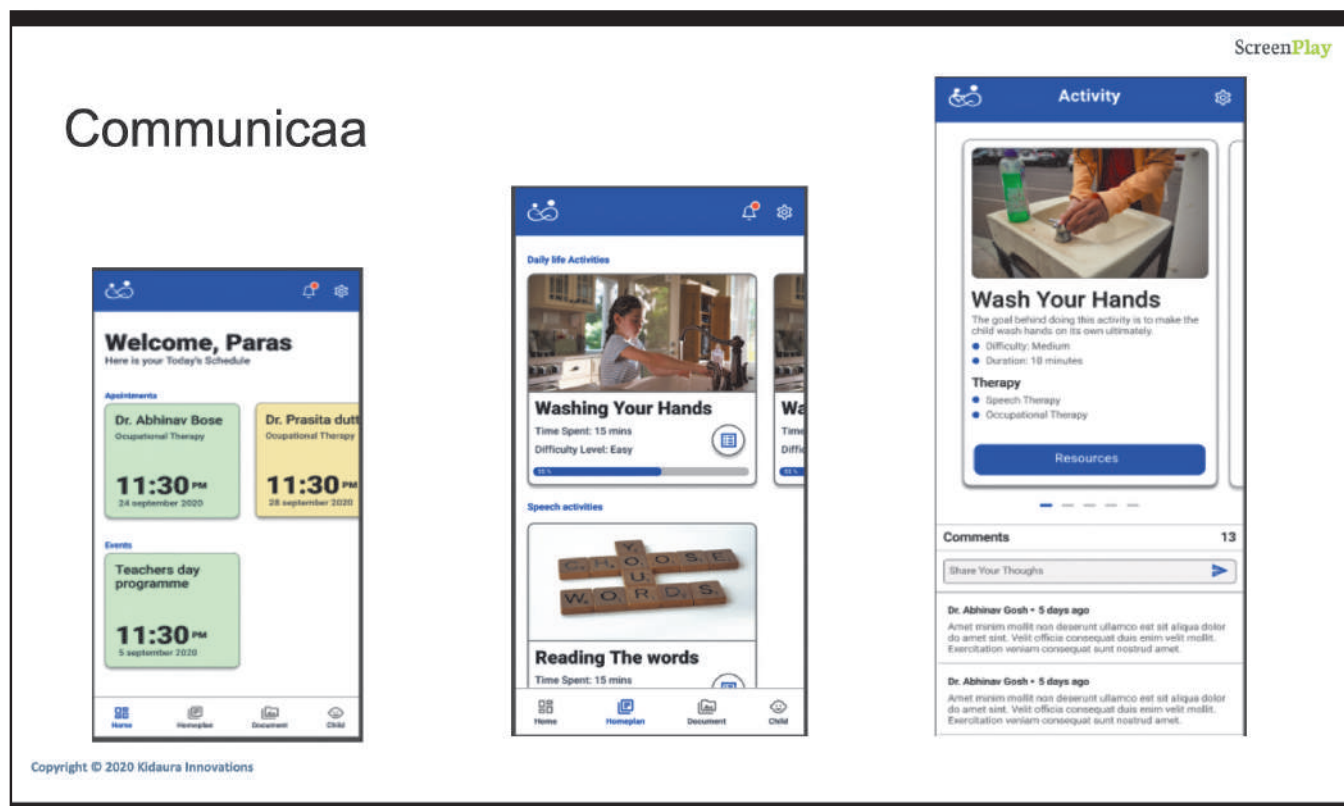 ScreenPlay
Communicaa
Welcome, Paras
Here is your Today's Schedule
Apointments
Dr. Abhinav Bose
Ocupational Therapy
11:30 PM
24 september 2020
Dr. Prasita dutt
Ocupational Therapy
11:30 PM
28 september 2020
Events
Teachers day
programme
11:30 PM
5 september 2020
Home
Homeplan
Document
Child
Daily life Activities
Washing Your Hands
Time Spent: 15 mins
Difficulty Level: Easy
55 %
Wa
Time
Diffic
55 %
Speech activities
CHOOSE
YOUR
WORDS
Reading The words
Time Spent: 15 mins
Home
Homeplan
Document
Child
Activity
Wash Your Hands
The goal behind doing this activity is to make the
child wash hands on its own ultimately.
Difficulty: Medium
Duration: 10 minutes
Therapy
Speech Therapy
Occupational Therapy
Resources
Comments 13
Share Your Thoughs
Dr. Abhinav Gosh • 5 days ago
Amet minim mollit non deserunt ullamco est sit aliqua dolor
do amet sint. Velit officia consequat duis enim velit mollit.
Exercitation veniam consequat sunt nostrud amet.
Dr. Abhinav Gosh • 5 days ago
Amet minim mollit non deserunt ullamco est sit aliqua dolor
do amet sint. Velit officia consequat duis enim velit mollit.
Exercitation veniam consequat sunt nostrud amet.
Copyright © 2020 Kidaura Innovations